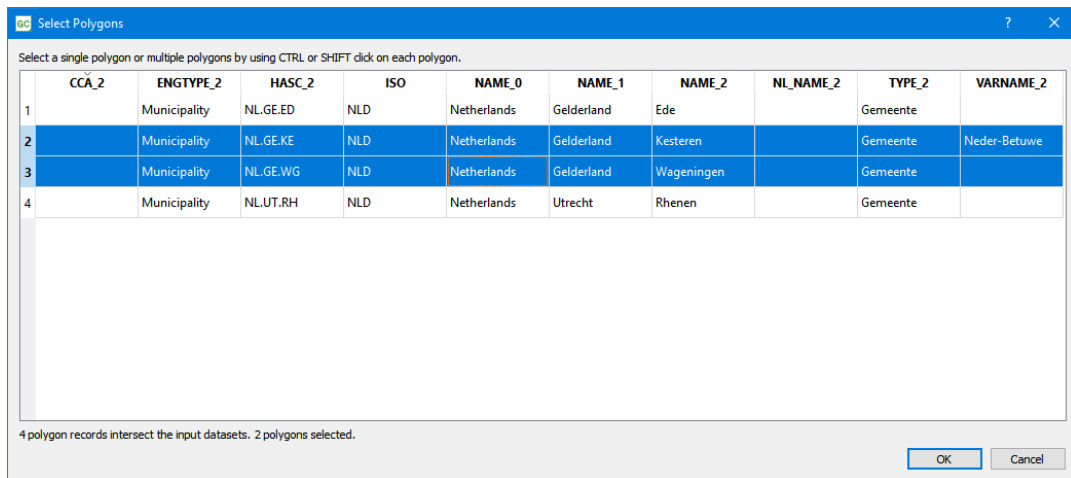 GC Select Polygons ? ×
Select a single polygon or multiple polygons by using CTRL or SHIFT click on each polygon.
CCA_2 ENGTYPE_2 HASC_2 ISO NAME_0 NAME_1 NAME_2 NL_NAME_2 TYPE_2 VARNAME_2
1 Municipality NL.GE.ED NLD Netherlands Gelderland Ede Gemeente
2 Municipality NL.GE.KE NLD Netherlands Gelderland Kesteren Gemeente Neder-Betuwe
3 Municipality NL.GE.WG NLD Netherlands Gelderland Wageningen Gemeente
4 Municipality NL.UT.RH NLD Netherlands Utrecht Rhenen Gemeente
4 polygon records intersect the input datasets. 2 polygons selected.
OK Cancel